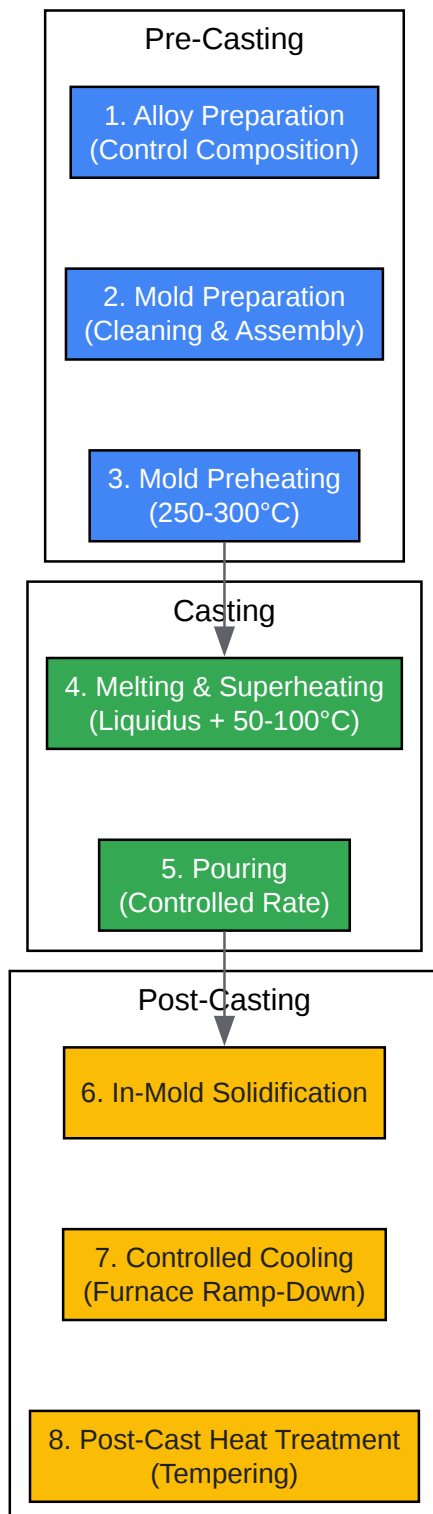 Pre-Casting
1. Alloy Preparation
(Control Composition)
2. Mold Preparation
(Cleaning & Assembly)
3. Mold Preheating
(250-300°C)
Casting
4. Melting & Superheating
(Liquidus + 50-100°C)
5. Pouring
(Controlled Rate)
Post-Casting
6. In-Mold Solidification
7. Controlled Cooling
(Furnace Ramp-Down)
8. Post-Cast Heat Treatment
(Tempering)